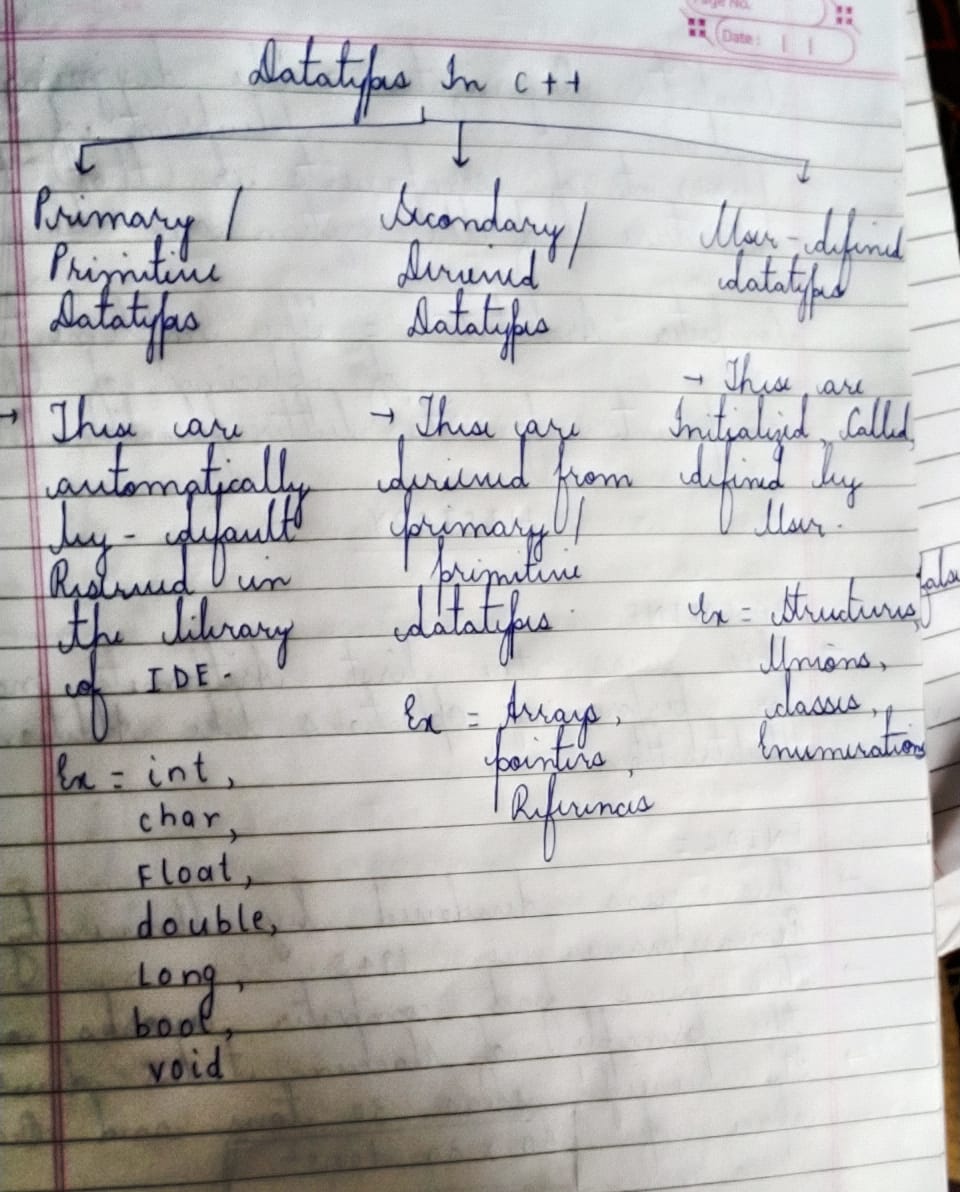 Page No.
Date :
Datatypes In C++
Primary /
Primitive
Datatypes
Secondary/
Derived
Datatypes
User-defined
datatypes
→ These are
automatically
by-default
Restrued in
the library
of IDE.
Ex = int,
char,
Float,
double,
Long,
bool,
void
→ These are
derived from
primary/
primitive
datatypes.
Ex = Arrays,
pointers,
References
→ These are
Initialized, Called,
defined by
User.
Ex = Structures,
Unions,
classes,
Enumerations